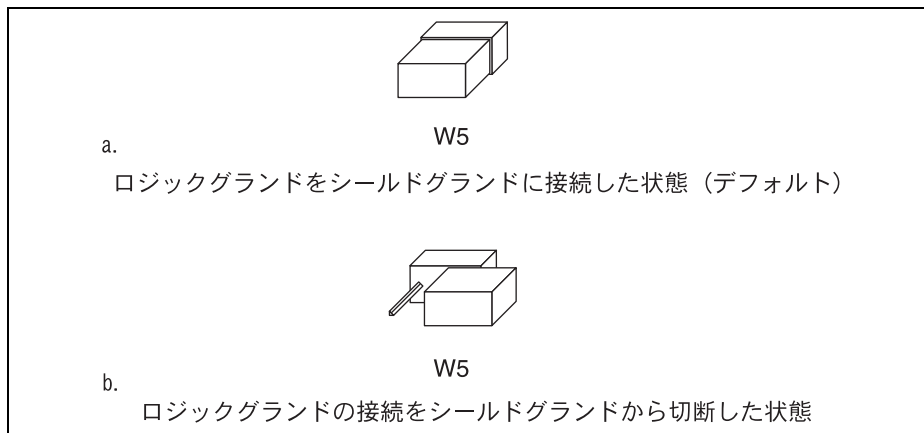 W5
a.
ロジックグランドをシールドグランドに接続した状態（デフォルト）
W5
b.
ロジックグランドの接続をシールドグランドから切断した状態